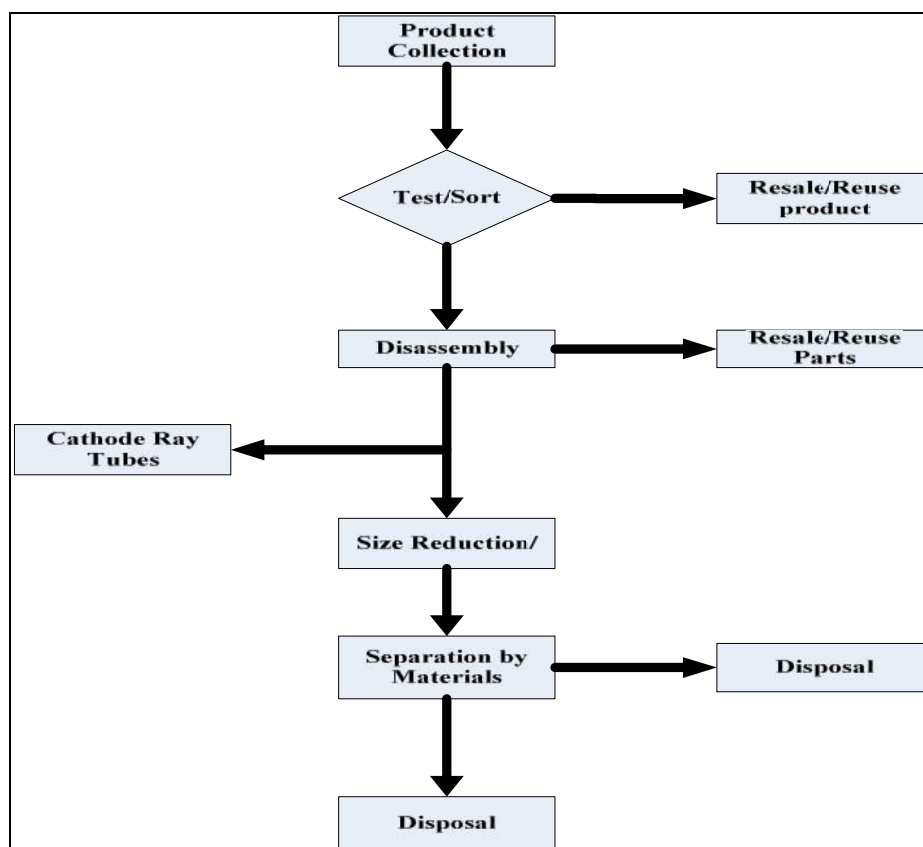 Product
Collection
Test/Sort
Resale/Reuse
product
Disassembly
Resale/Reuse
Parts
Cathode Ray
Tubes
Size Reduction/
Separation by
Materials
Disposal
Disposal